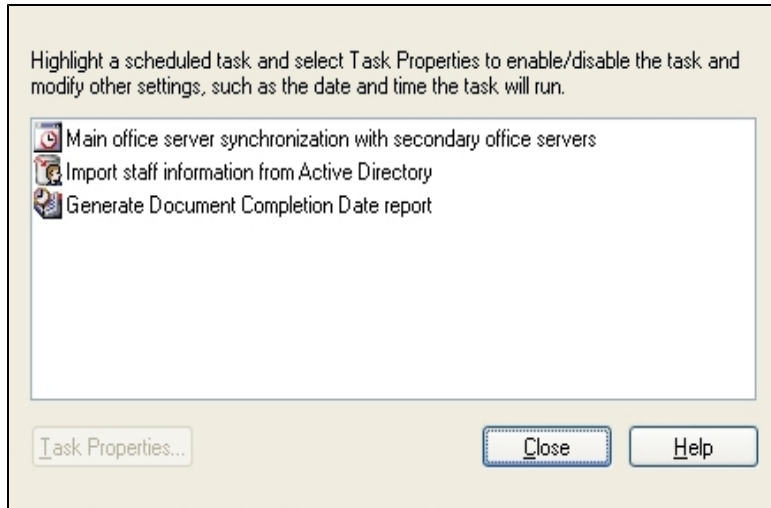 Highlight a scheduled task and select Task Properties to enable/disable the task and
modify other settings, such as the date and time the task will run.
Main office server synchronization with secondary office servers
Import staff information from Active Directory
Generate Document Completion Date report
Task Properties...
Close
Help